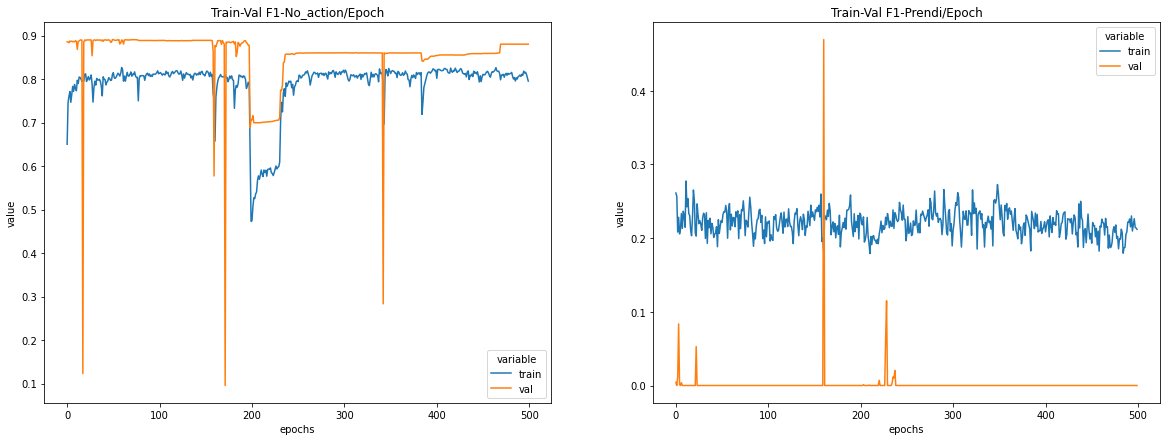 Train-Val F1-No_action/Epoch
value
0.9
0.8
0.7
0.6
0.5
0.4
0.3
0.2
0.1
0
100
200
300
400
500
epochs
variable
train
val
Train-Val F1-Prendi/Epoch
value
0.4
0.3
0.2
0.1
0.0
0
100
200
300
400
500
epochs
variable
train
val